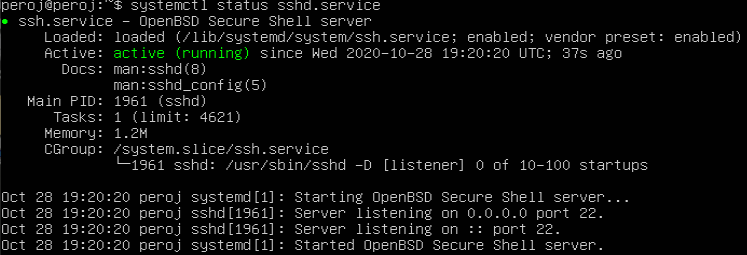 peroj@peroj:~$ systemctl status sshd.service
● ssh.service - OpenBSD Secure Shell server
Loaded: loaded (/lib/systemd/system/ssh.service; enabled; vendor preset: enabled)
Active: active (running) since Wed 2020-10-28 19:20:20 UTC; 37s ago
Docs: man:sshd(8)
man:sshd_config(5)
Main PID: 1961 (sshd)
Tasks: 1 (limit: 4621)
Memory: 1.2M
CGroup: /system.slice/ssh.service
└─1961 sshd: /usr/sbin/sshd -D [listener] 0 of 10-100 startups
Oct 28 19:20:20 peroj systemd[1]: Starting OpenBSD Secure Shell server...
Oct 28 19:20:20 peroj sshd[1961]: Server listening on 0.0.0.0 port 22.
Oct 28 19:20:20 peroj sshd[1961]: Server listening on :: port 22.
Oct 28 19:20:20 peroj systemd[1]: Started OpenBSD Secure Shell server.